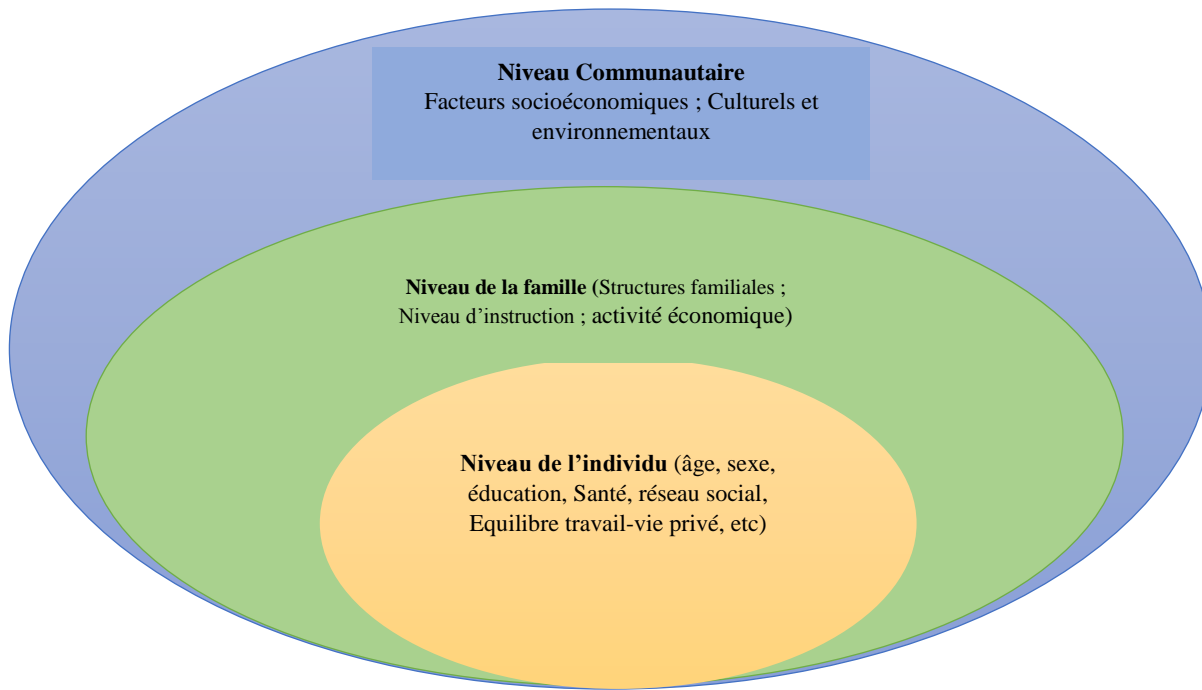 Niveau Communautaire
Facteurs socioéconomiques ; Culturels et
environnementaux
Niveau de la famille (Structures familiales ;
Niveau d’instruction ; activité économique)
Niveau de l’individu (âge, sexe,
éducation, Santé, réseau social,
Equilibre travail-vie privé, etc)